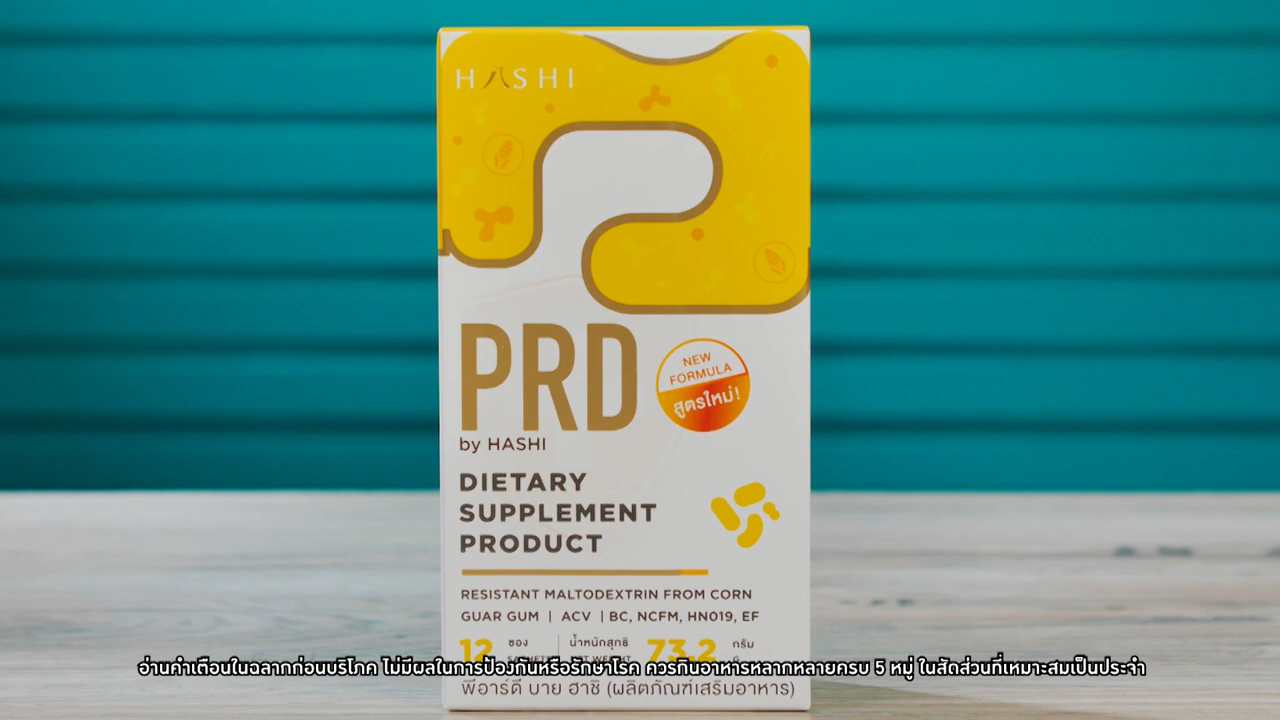 HASHI
PRD
NEW
FORMULA
สูตรใหม่!
by HASHI
DIETARY
SUPPLEMENT
PRODUCT
RESISTANT MALTODEXTRIN FROM CORN
GUAR GUM | ACV | BC, NCFM, HN019, EF
12 ซอง น้ำหนักสุทธิ 73.2 กรัม
อ่านคำเตือนในฉลากก่อนบริโภค ไม่มีผลในการป้องกันหรือรักษาโรค ควรกินอาหารหลากหลายครบ 5 หมู่ ในสัดส่วนที่เหมาะสมเป็นประจำ
พีอาร์ดี บาย ฮาชิ (ผลิตภัณฑ์เสริมอาหาร)